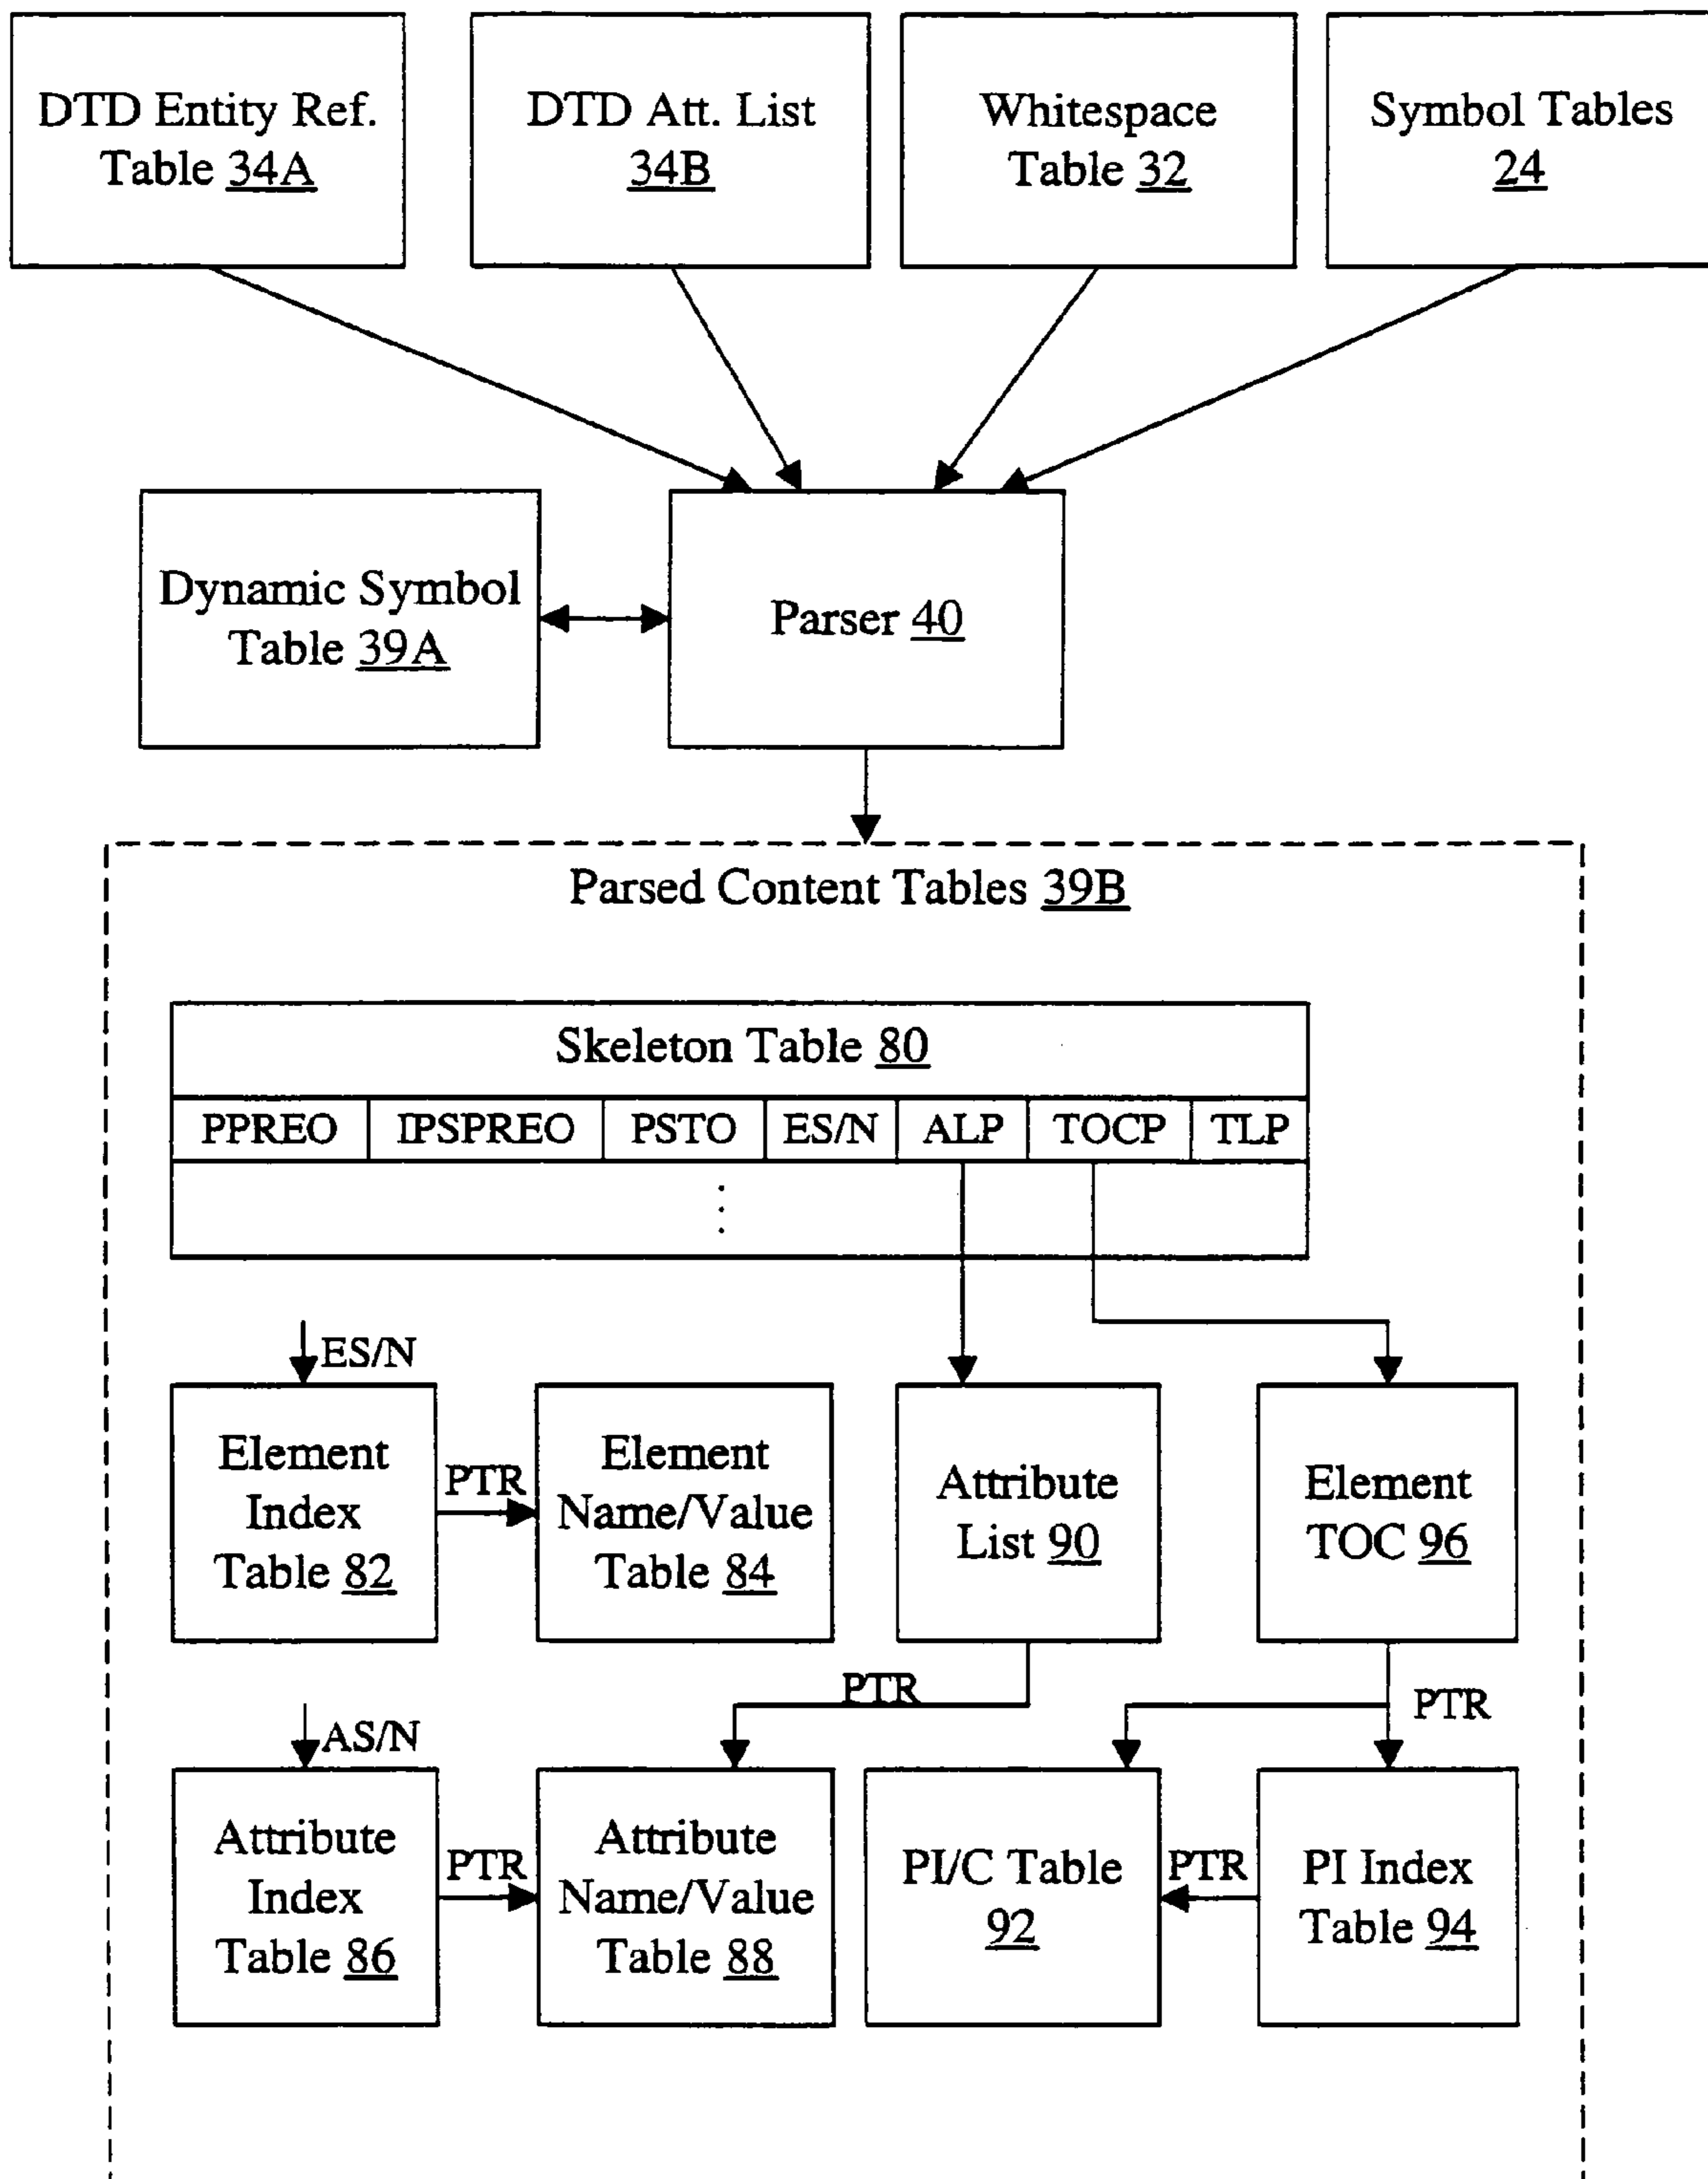 DTD Entity Ref.
Table 34A
DTD Att. List
34B
Whitespace
Table 32
Symbol Tables
24
Dynamic Symbol
Table 39A
Parser 40
Parsed Content Tables 39B
Skeleton Table 80
PPREO IPSPREO PSTO ES/N ALP TOCP TLP
ES/N
Element
Index
Table 82
PTR
Element
Name/Value
Table 84
Attribute
List 90
Element
TOC 96
PTR
PTR
AS/N
Attribute
Index
Table 86
PTR
Attribute
Name/Value
Table 88
PI/C Table
92
PTR
PI Index
Table 94